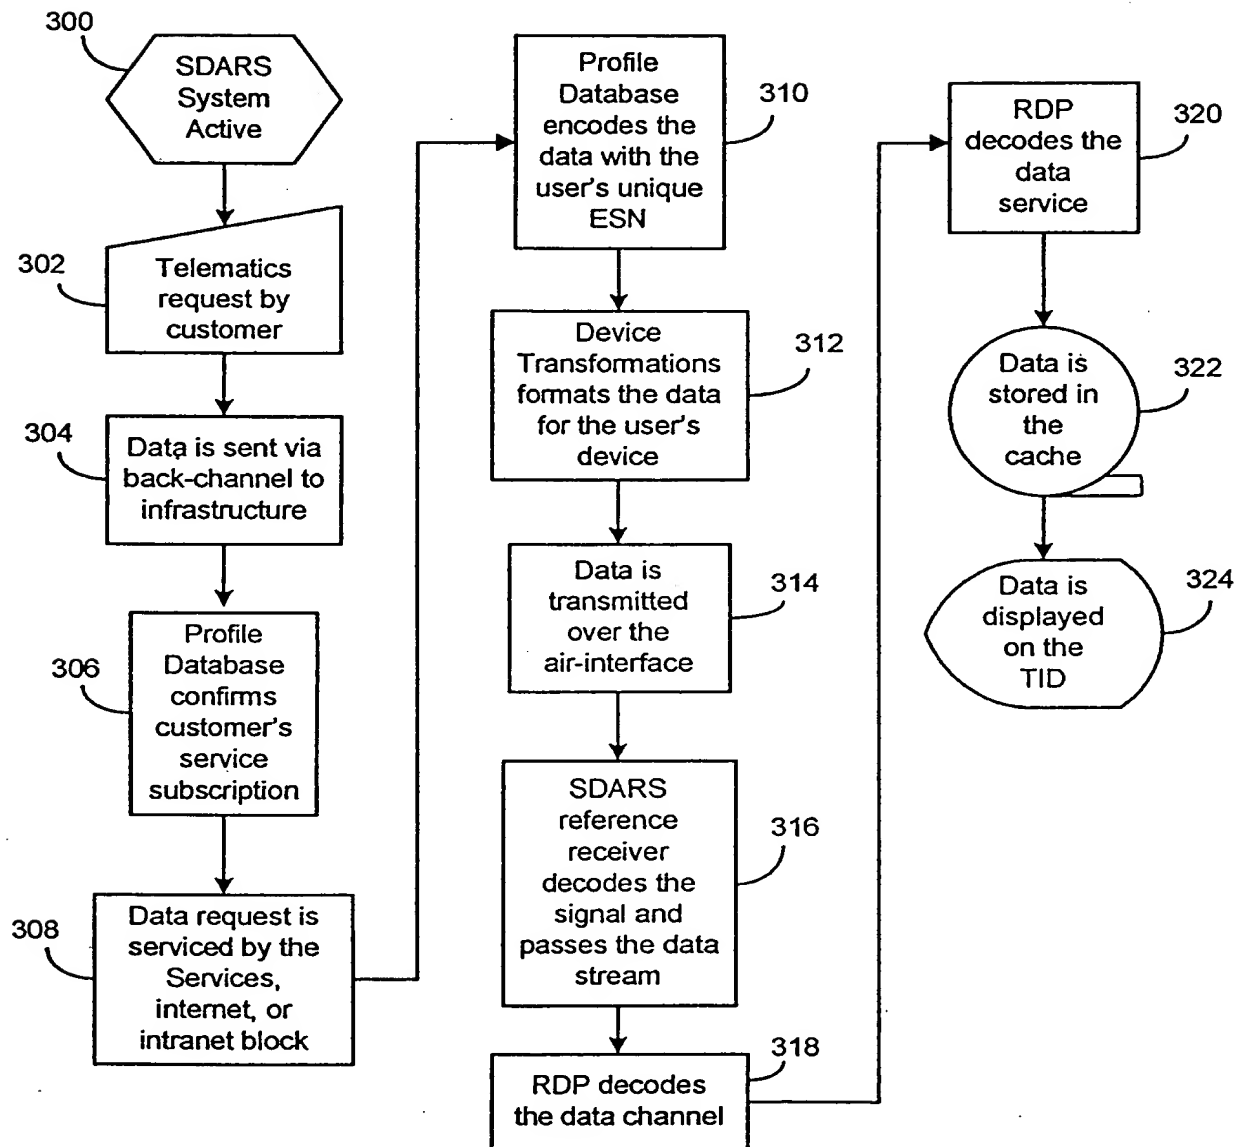 300
SDARS
System
Active
302
Telematics
request by
customer
304
Data is sent via
back-channel to
infrastructure
306
Profile
Database
confirms
customer's
service
subscription
308
Data request is
serviced by the
Services,
internet, or
intranet block
310
Profile
Database
encodes the
data with the
user's unique
ESN
312
Device
Transformations
formats the data
for the user's
device
314
Data is
transmitted
over the
air-interface
316
SDARS
reference
receiver
decodes the
signal and
passes the data
stream
318
RDP decodes
the data channel
320
RDP
decodes the
data
service
322
Data is
stored in
the
cache
324
Data is
displayed
on the
TID